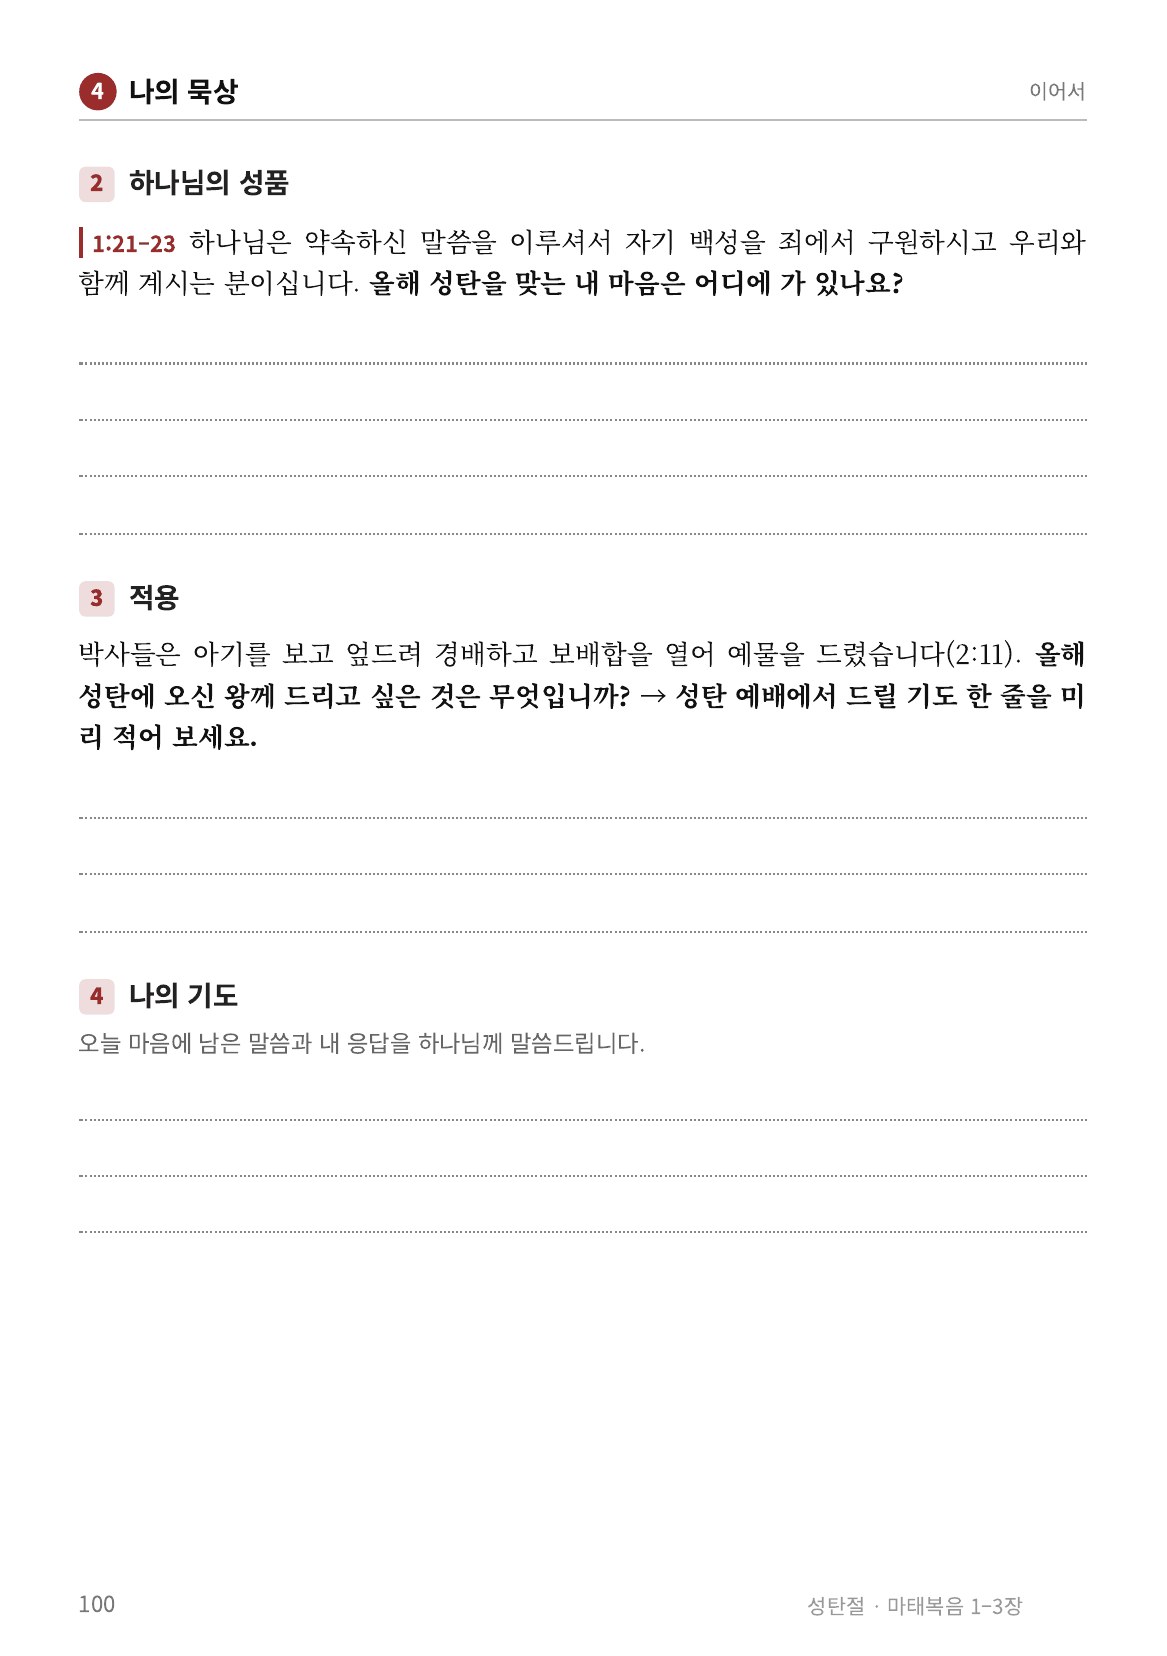 4 나의 묵상 이어서
2 하나님의 성품
1:21–23 하나님은 약속하신 말씀을 이루셔서 자기 백성을 죄에서 구원하시고 우리와
함께 계시는 분이십니다. 올해 성탄을 맞는 내 마음은 어디에 가 있나요?
3 적용
박사들은 아기를 보고 엎드려 경배하고 보배합을 열어 예물을 드렸습니다(2:11). 올해
성탄에 오신 왕께 드리고 싶은 것은 무엇입니까? → 성탄 예배에서 드릴 기도 한 줄을 미
리 적어 보세요.
4 나의 기도
오늘 마음에 남은 말씀과 내 응답을 하나님께 말씀드립니다.
100 성탄절 · 마태복음 1–3장